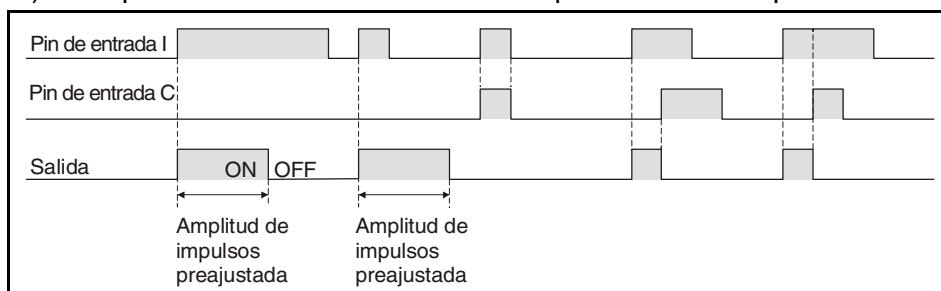 Pin de entrada I
Pin de entrada C
Salida
ON OFF
Amplitud de
impulsos
preajustada
Amplitud de
impulsos
preajustada